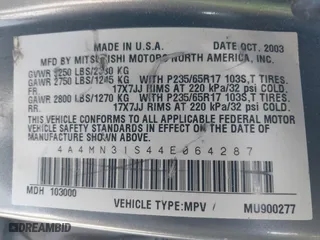 MADE IN U.S.A. DATE OCT, 2003
BY MITSUBISHI MOTORS NORTH AMERICA, INC.
GVWR 5250 LBS/2380 KG
GAWR 2750 LBS/1245 KG WITH P235/65R17 103S,TIRES.
FR. 17X7JJ RIMS AT 220 kPa/32 psi COLD
GAWR 2800 LBS/1270 KG WITH P235/65R17 103S,TIRES.
RR. 17X7JJ RIMS AT 220 kPa/32 psi COLD
THIS VEHICLE CONFORMS TO ALL APPLICABLE FEDERAL MOTOR
VEHICLE SAFETY STANDARDS IN EFFECT ON THE DATE OF
MANUFACTURE SHOWN ABOVE.
4A4MN31S44E064287
MDH 103000
VEHICLE TYPE:MPV/ MU900277